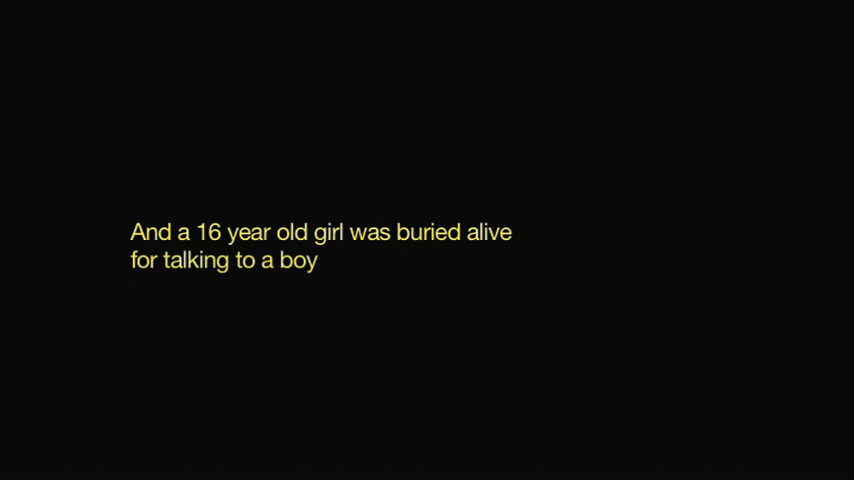 And a 16 year old girl was buried alive
for talking to a boy